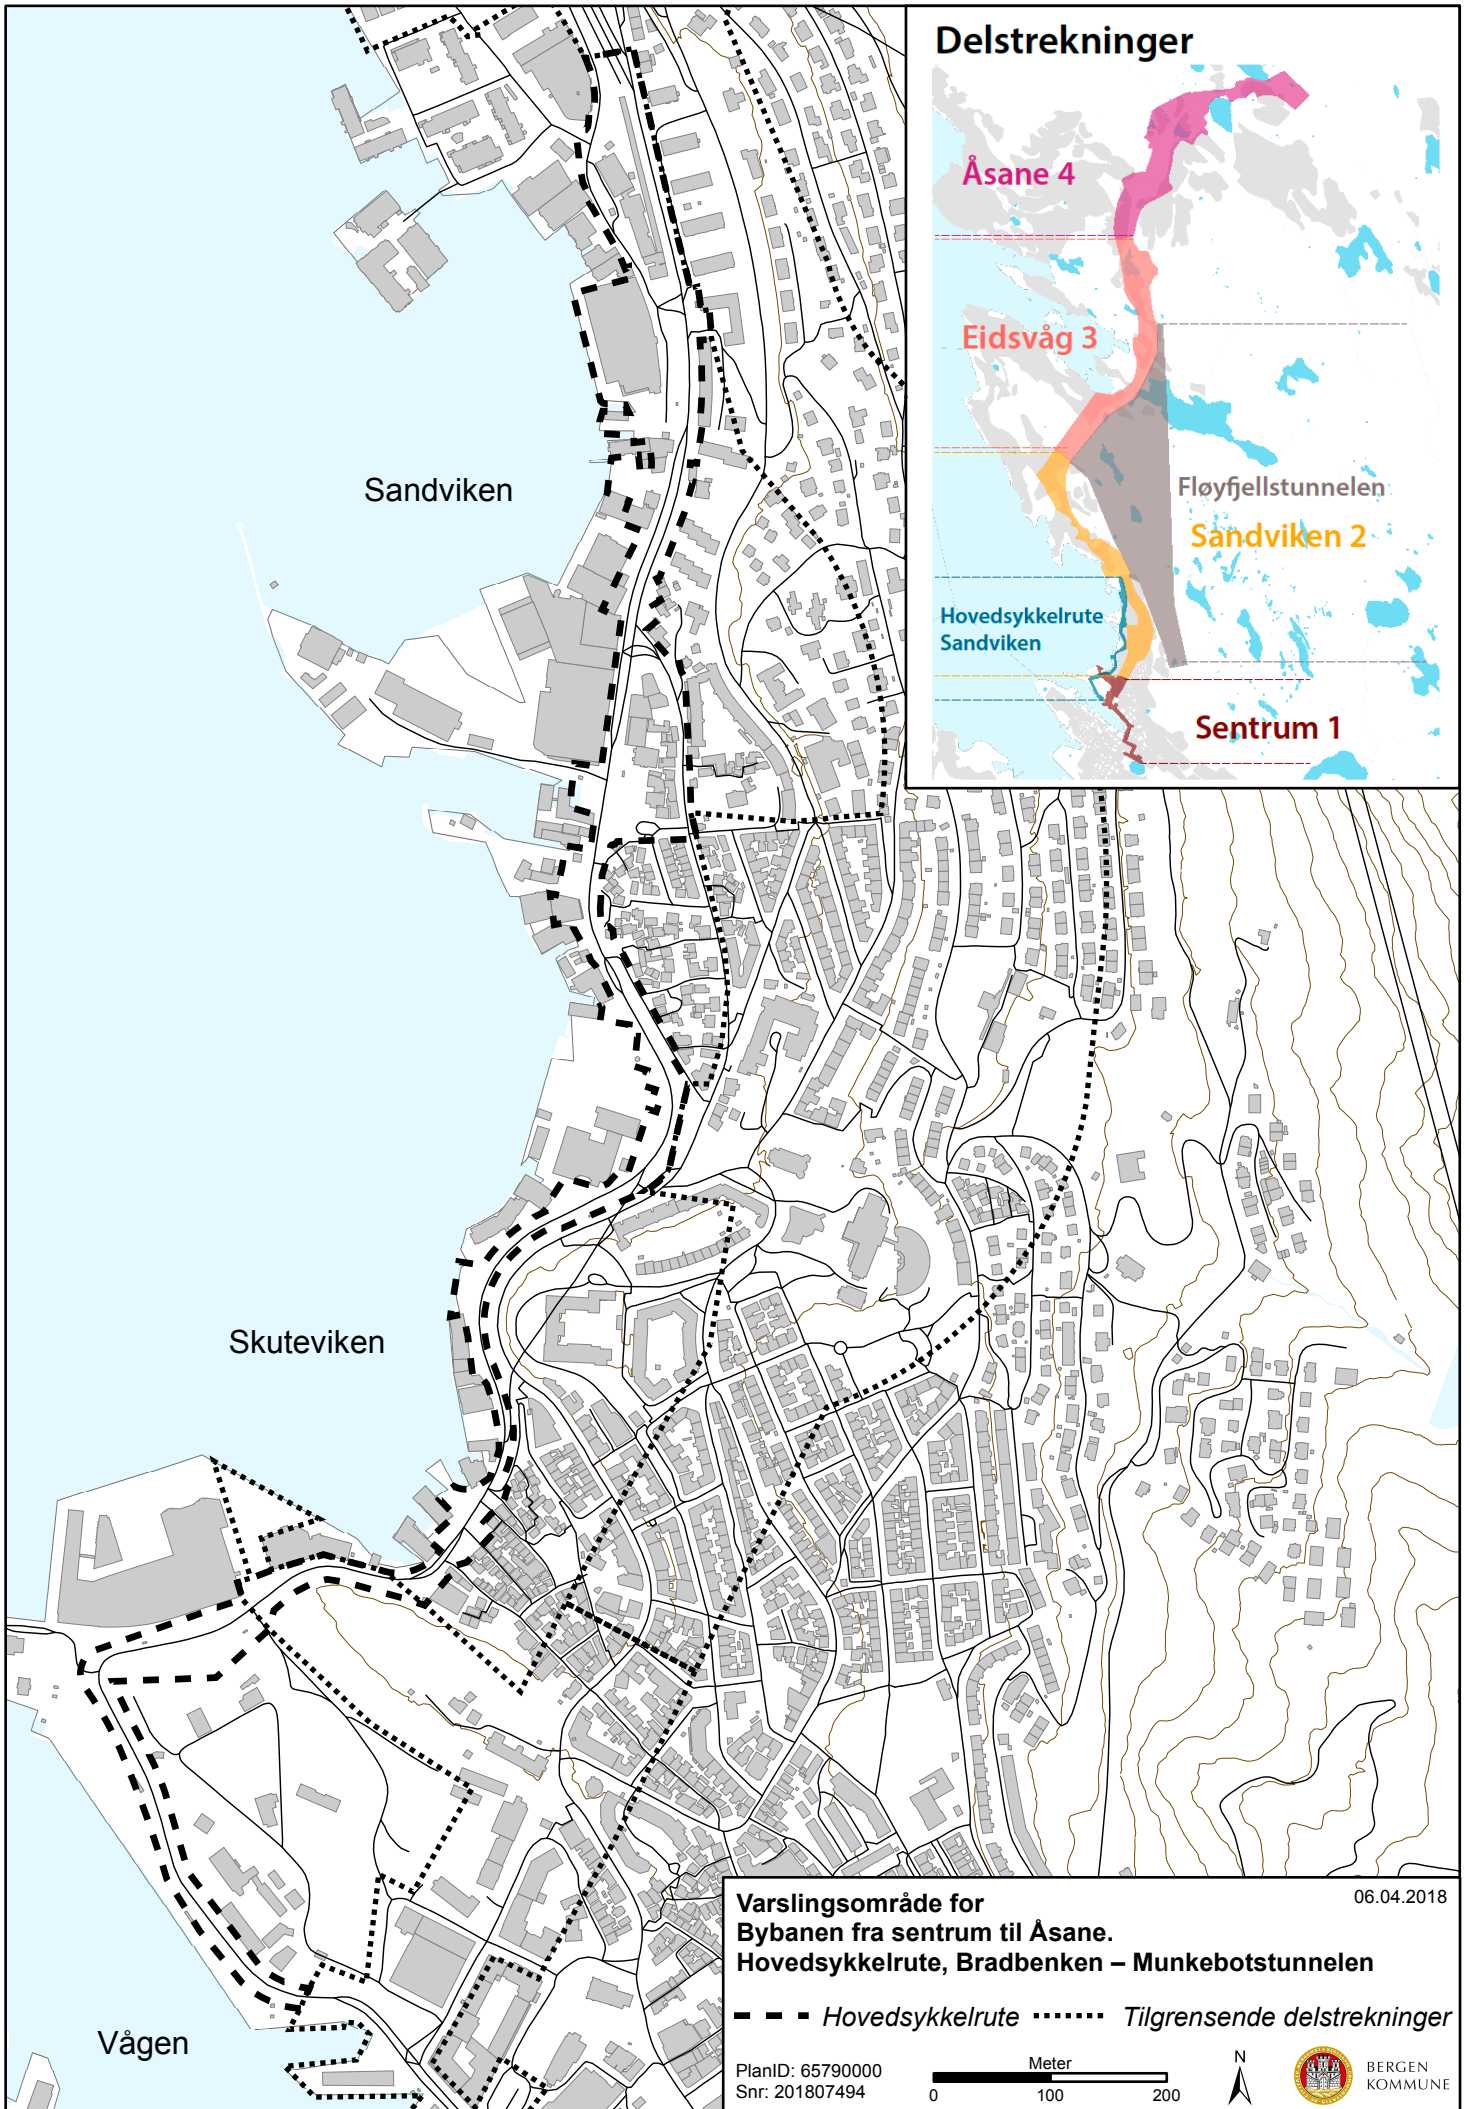 Delstrekninger
Åsane 4
Eidsvåg 3
Fløyfjellstunnelen
Sandviken 2
Hovedsykkelrute
Sandviken
Sentrum 1
Sandviken
Skuteviken
Vågen
Varslingsområde for
06.04.2018
Bybanen fra sentrum til Åsane.
Hovedsykkelrute, Bradbenken – Munkebotstunnelen
Hovedsykkelrute
Tilgrensende delstrekninger
PlanID: 65790000
Snr: 201807494
Meter
0 100 200
N
BERGEN
KOMMUNE